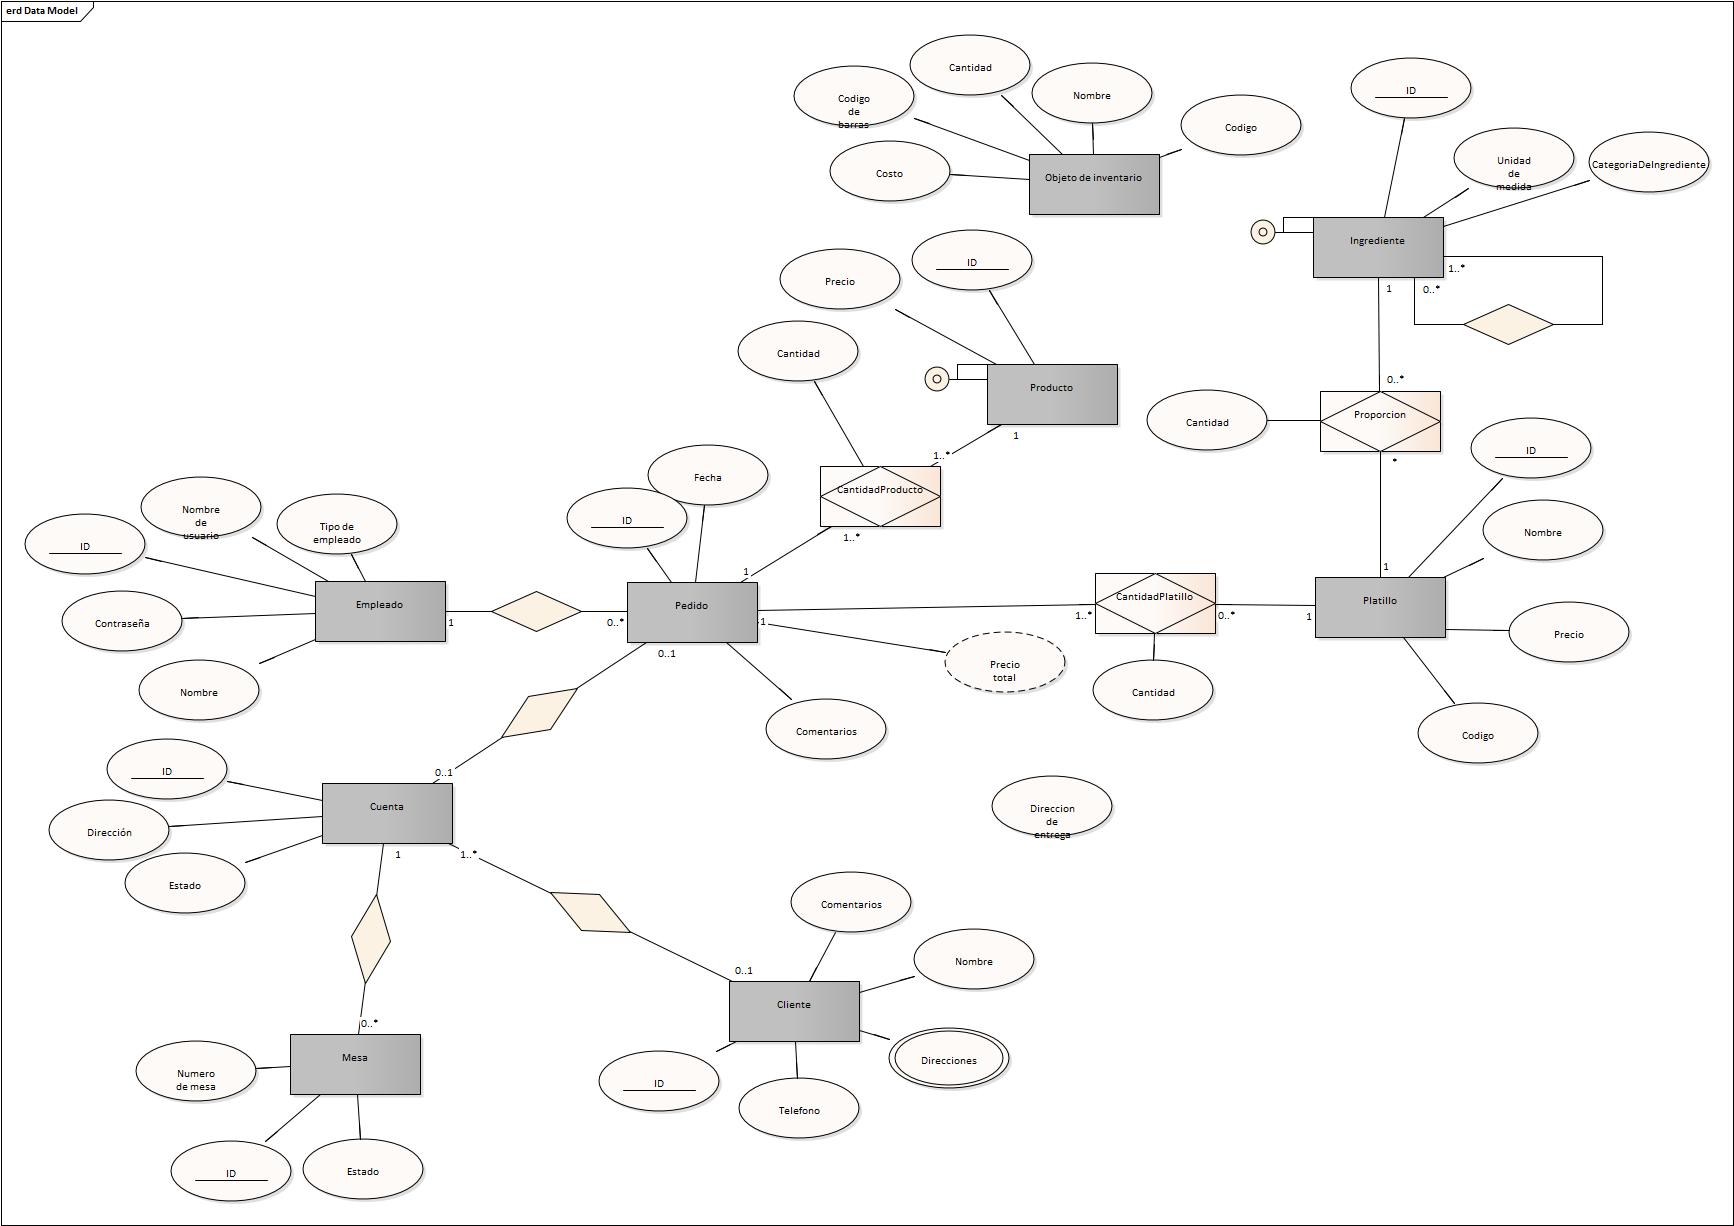 erd Data Model
Cantidad
Codigo
de
barras
Nombre
Codigo
Costo
Objeto de inventario
ID
Unidad
de
medida
CategoriaDeIngrediente
Ingrediente
1..*
1
0..*
ID
Precio
Cantidad
Producto
1
1..*
0..*
Proporcion
Cantidad
*
Fecha
ID
CantidadProducto
1..*
1
ID
Nombre
Nombre
de
usuario
Tipo de
empleado
ID
Contraseña
Nombre
Empleado
1
0..*
Pedido
1
0..1
1..*
CantidadPlatillo
0..*
Cantidad
1
1
Platillo
Precio
Codigo
Precio
total
Comentarios
0..1
ID
Dirección
Estado
Cuenta
1
1..*
Direccion
de
entrega
Comentarios
Nombre
0..1
Cliente
Direcciones
ID
Telefono
0..*
Mesa
Numero
de mesa
ID
Estado